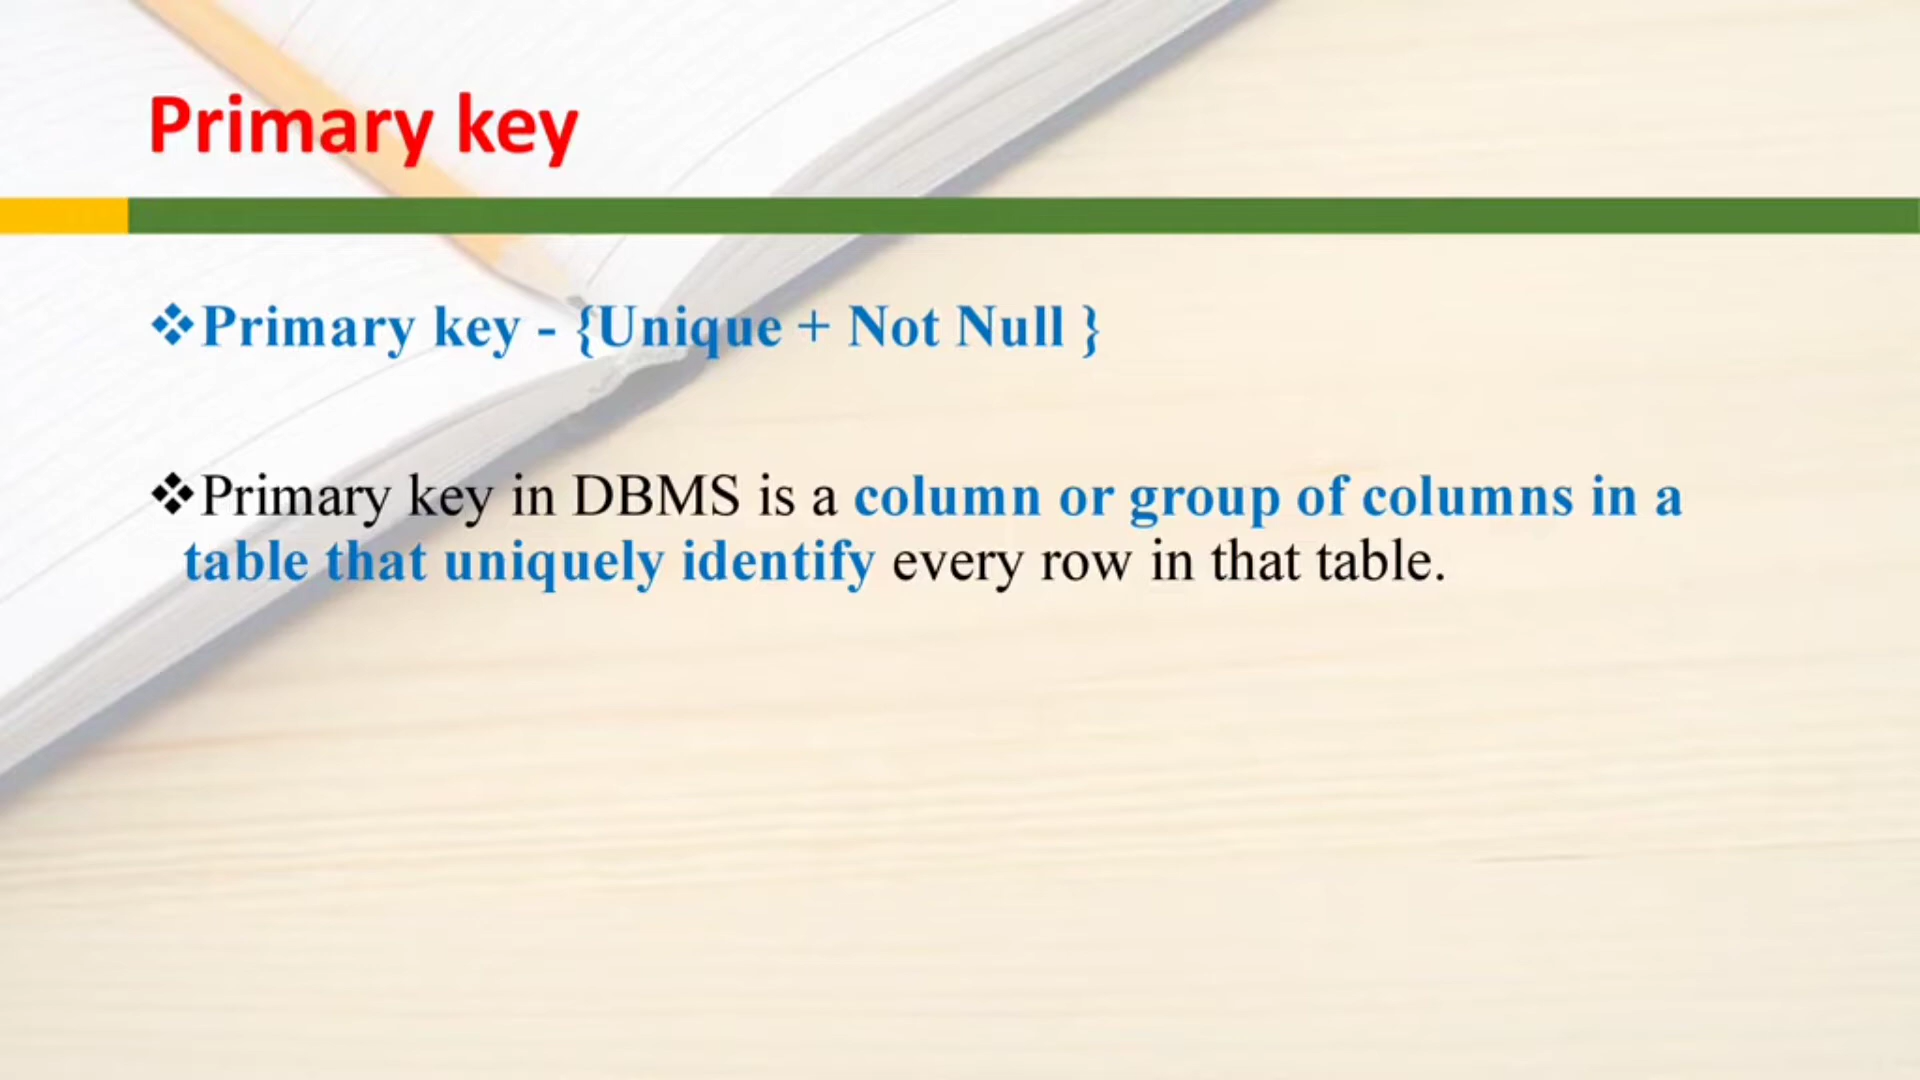 Primary key
❖Primary key - {Unique + Not Null }
❖Primary key in DBMS is a column or group of columns in a
table that uniquely identify every row in that table.